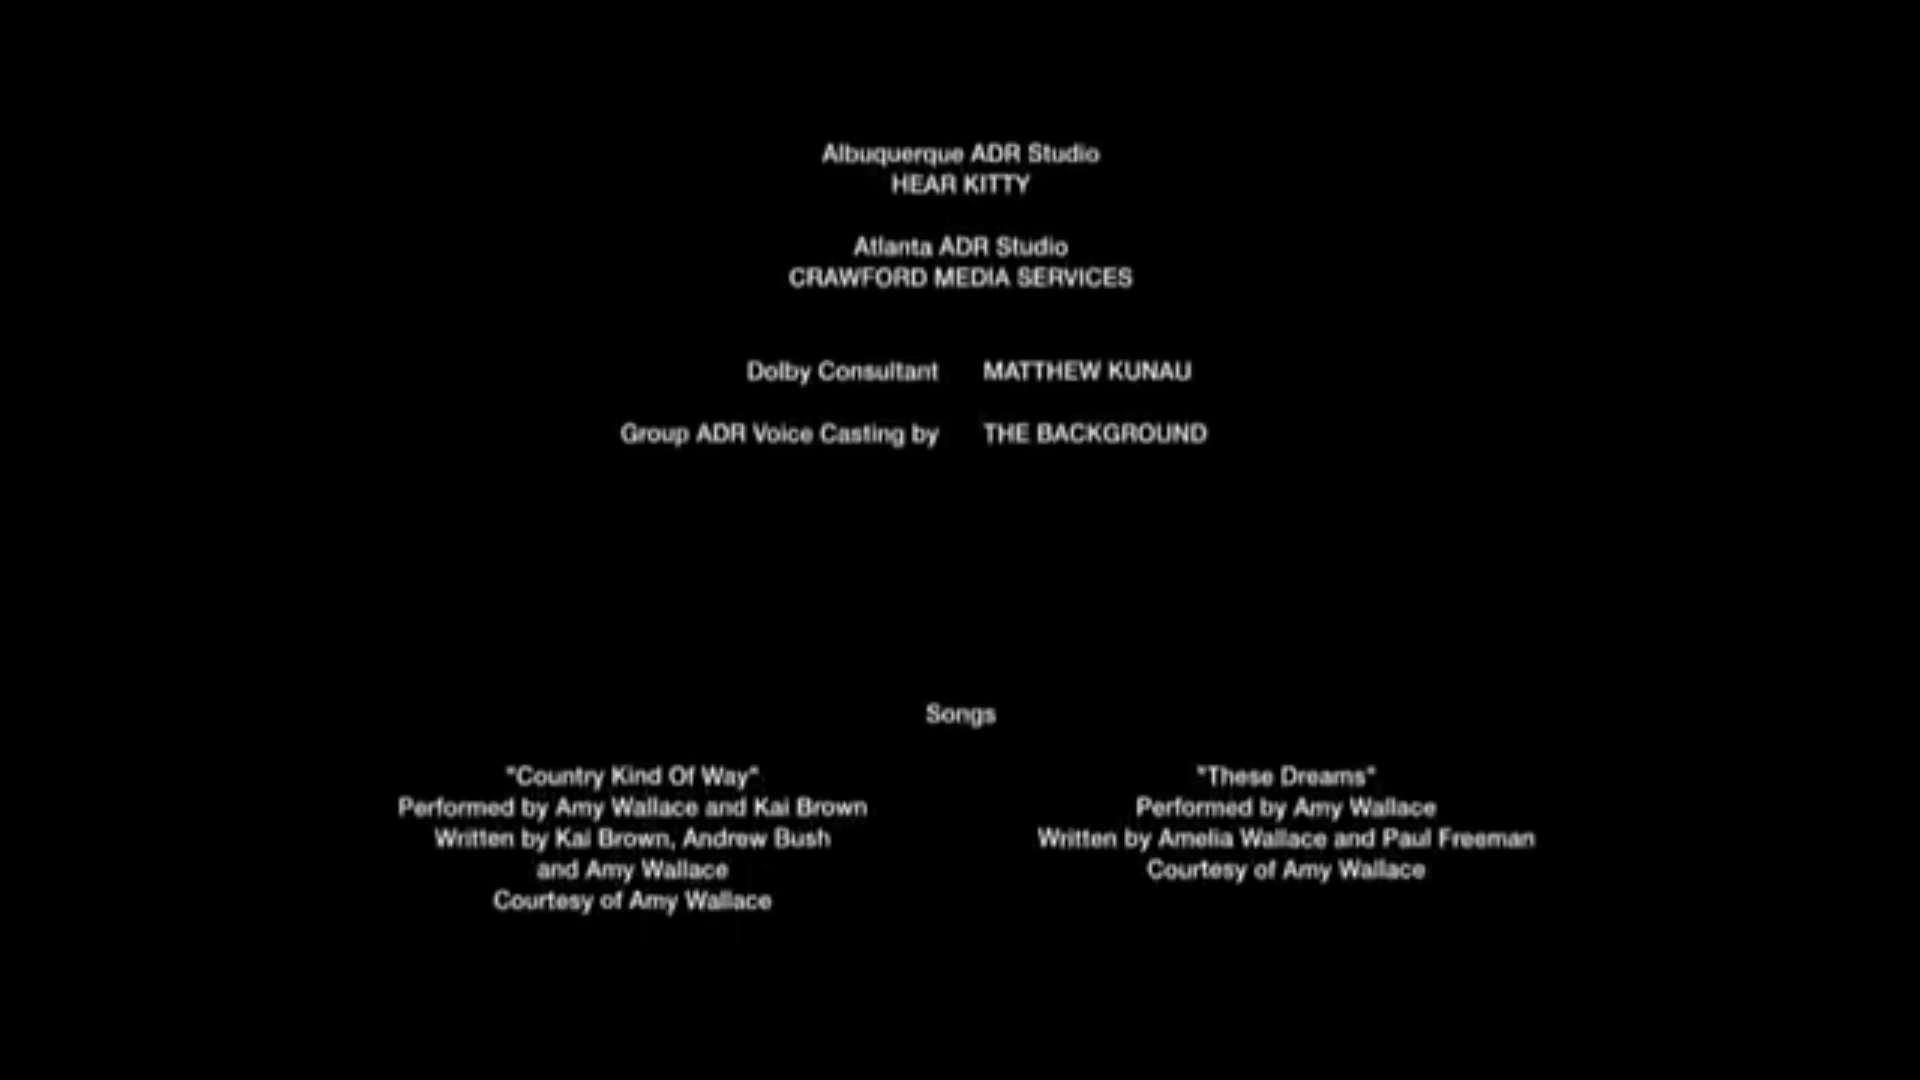 Albuquerque ADR Studio
HEAR KITTY
Atlanta ADR Studio
CRAWFORD MEDIA SERVICES
Dolby Consultant MATTHEW KUNAU
Group ADR Voice Casting by THE BACKGROUND
Songs
"Country Kind Of Way"
Performed by Amy Wallace and Kai Brown
Written by Kai Brown, Andrew Bush
and Amy Wallace
Courtesy of Amy Wallace
"These Dreams"
Performed by Amy Wallace
Written by Amelia Wallace and Paul Freeman
Courtesy of Amy Wallace